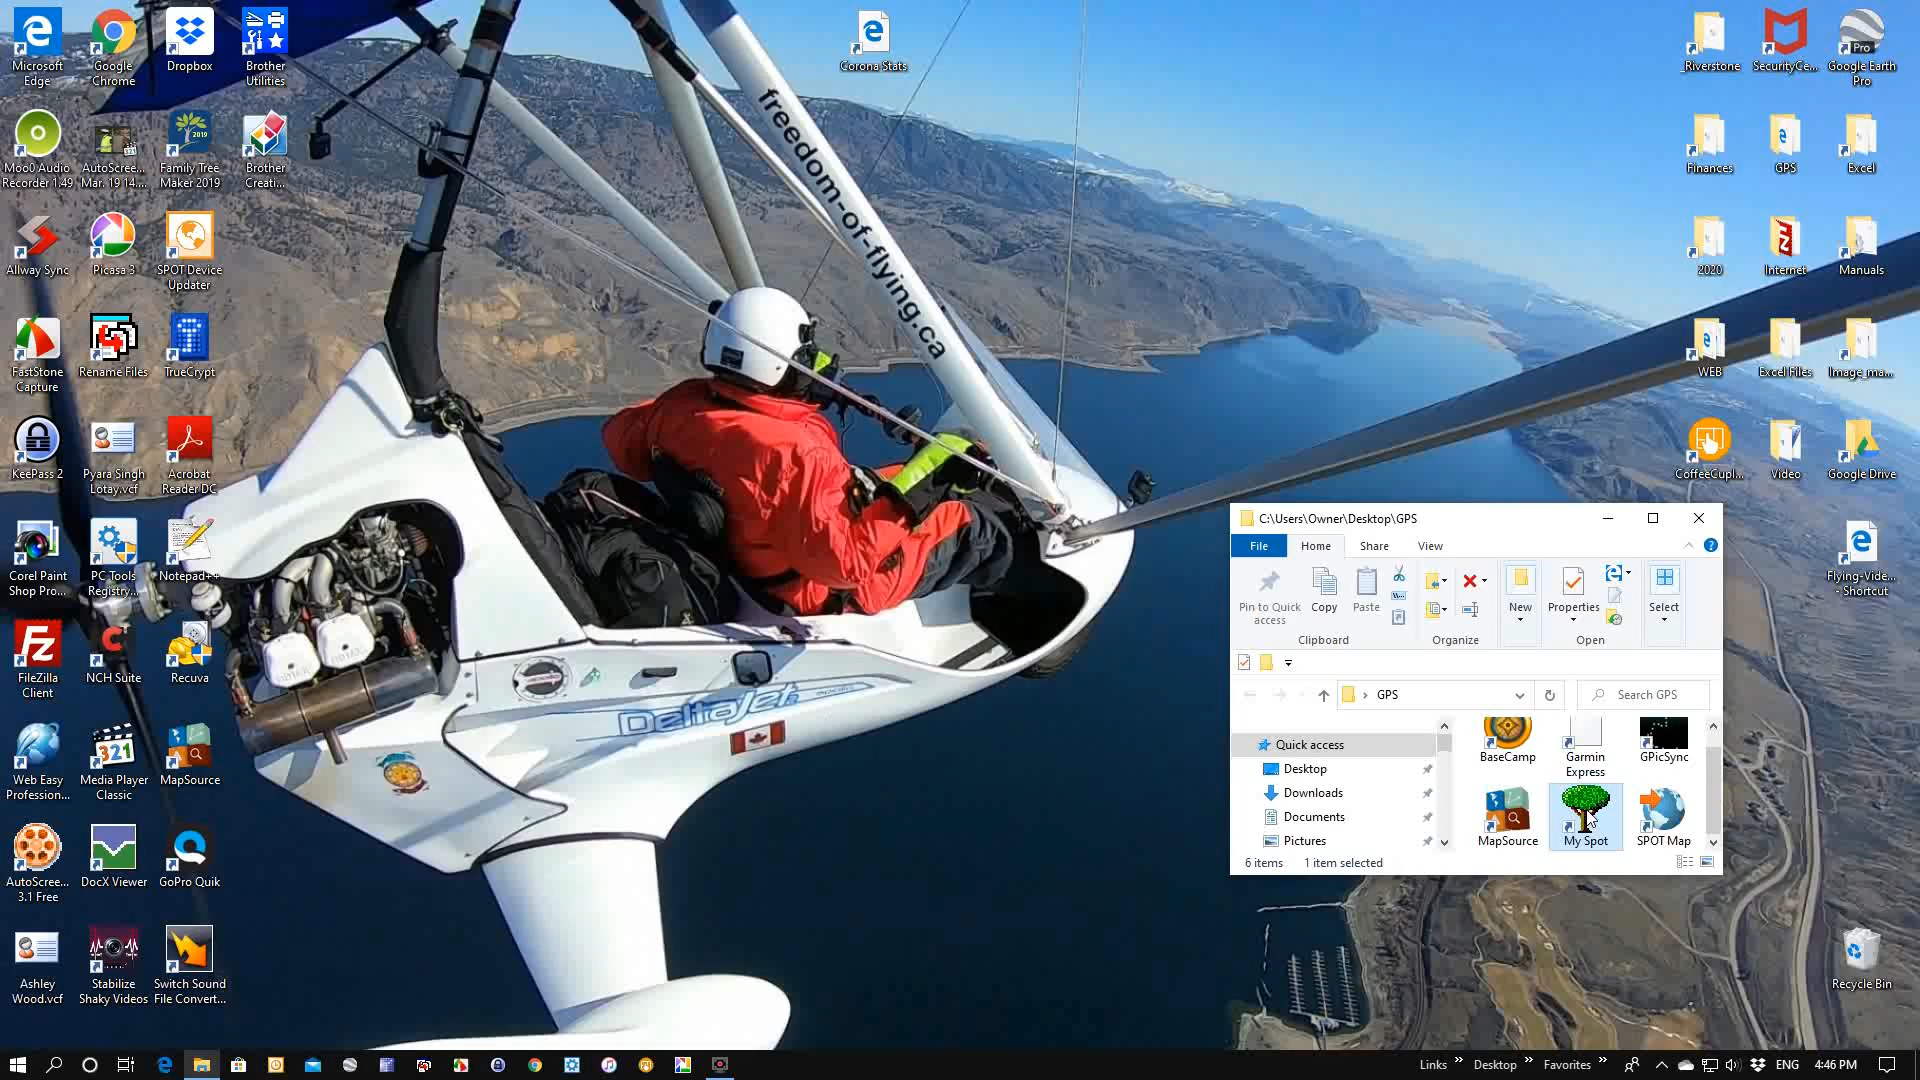 Microsoft
Edge
Google
Chrome
Dropbox
Brother
Utilities
Corona Stats
_Riverstone
SecurityCe...
Pro
Google Earth
Pro
Moo0 Audio
Recorder 1.49
AutoScree...
Mar. 19 14....
2019
Family Tree
Maker 2019
Brother
Creati...
Finances
GPS
Excel
freedom-of-flying.ca
Allway Sync
Picasa 3
SPOT Device
Updater
2020
Internet
Manuals
FastStone
Capture
Rename Files
TrueCrypt
WEB
Excel Files
Image_ma...
KeePass 2
Pyara Singh
Lotay.vcf
Acrobat
Reader DC
CoffeeCupl...
Video
Google Drive
Corel Paint
Shop Pro...
PC Tools
Registry...
Notepad++
Flying-Vide...
- Shortcut
FileZilla
Client
NCH Suite
Recuva
Web Easy
Profession...
321
Media Player
Classic
MapSource
AutoScree...
3.1 Free
DocX Viewer
GoPro Quik
Ashley
Wood.vcf
Stabilize
Shaky Videos
Switch Sound
File Convert...
DeltaJet
C:\Users\Owner\Desktop\GPS
File
Home
Share
View
Pin to Quick
access
Copy
Paste
New
Properties
Select
Clipboard
Organize
Open
GPS
Search GPS
Quick access
Desktop
Downloads
Documents
Pictures
BaseCamp
Garmin
Express
GPicSync
MapSource
My Spot
SPOT Map
6 items
1 item selected
Recycle Bin
Links
Desktop
Favorites
ENG
4:46 PM